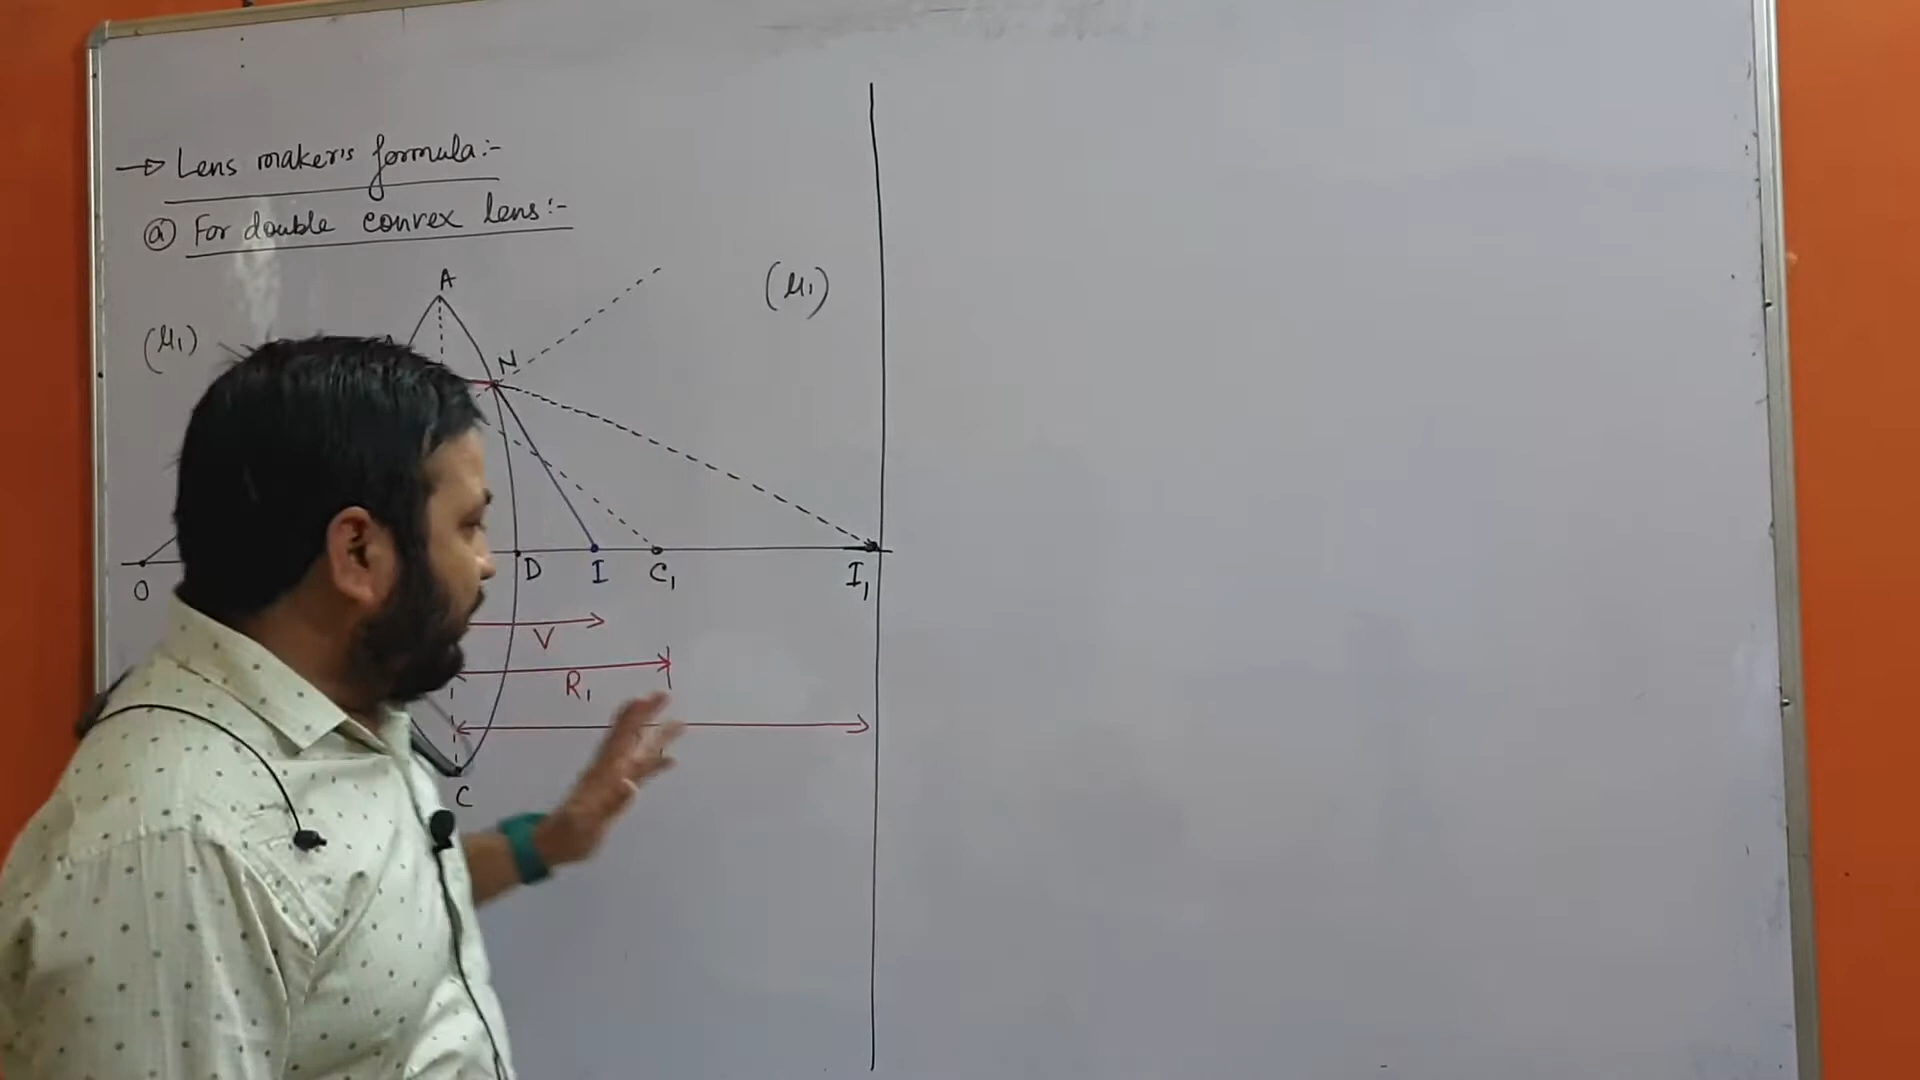 → Lens maker's formula:-
ⓐ For double convex lens:-
A
(μ₁)
(μ₁)
N
O
D
I
C₁
I₁
V
R₁
C